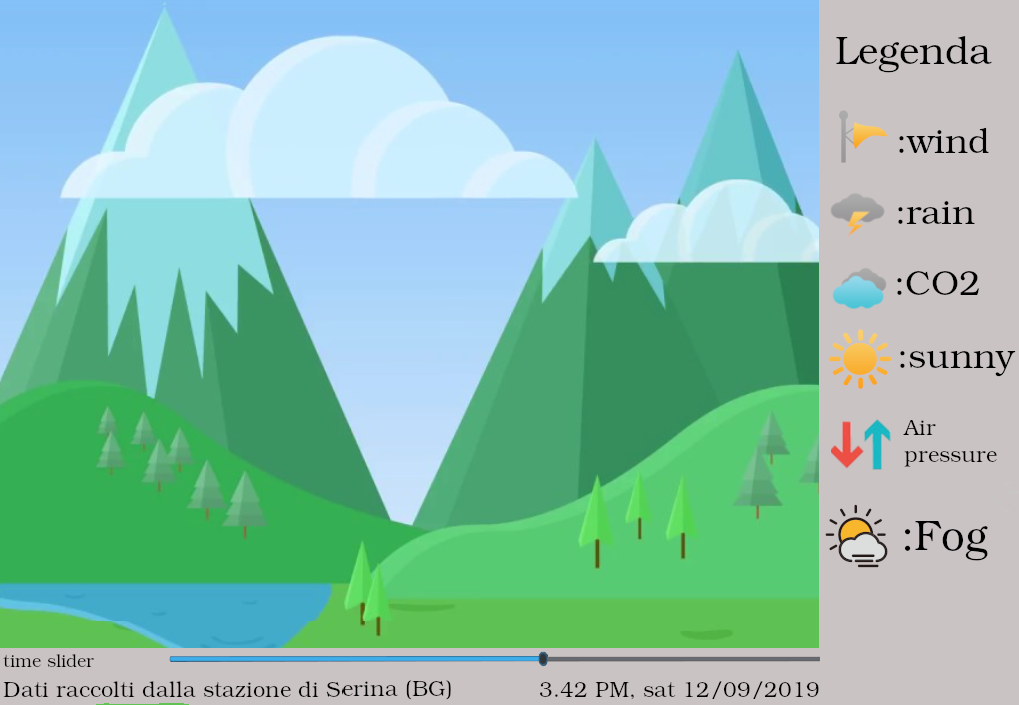 Legenda
:wind
:rain
:CO2
:sunny
Air
pressure
:Fog
time slider
Dati raccolti dalla stazione di Serina (BG)
3.42 PM, sat 12/09/2019